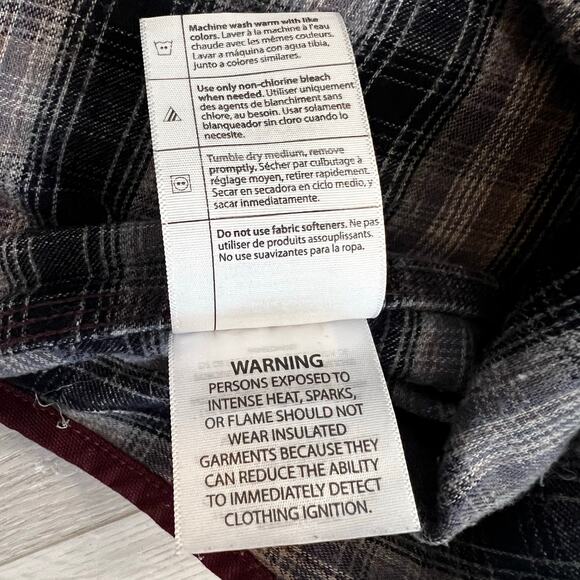 Machine wash warm with like
colors. Laver à la machine à l'eau
chaude avec les mêmes couleurs.
Lavar a máquina con agua tibia,
junto a colores similares.
Use only non-chlorine bleach
when needed. Utiliser uniquement
des agents de blanchiment sans
chlore, au besoin. Usar solamente
blanqueador sin cloro cuando lo
necesite.
Tumble dry medium, remove
promptly. Sécher par culbutage à
réglage moyen, retirer rapidement.
Secar en secadora en ciclo medio, y
sacar inmediatamente.
Do not use fabric softeners. Ne pas
utiliser de produits assouplissants.
No use suavizantes para la ropa.
WARNING
PERSONS EXPOSED TO
INTENSE HEAT, SPARKS,
OR FLAME SHOULD NOT
WEAR INSULATED
GARMENTS BECAUSE THEY
CAN REDUCE THE ABILITY
TO IMMEDIATELY DETECT
CLOTHING IGNITION.